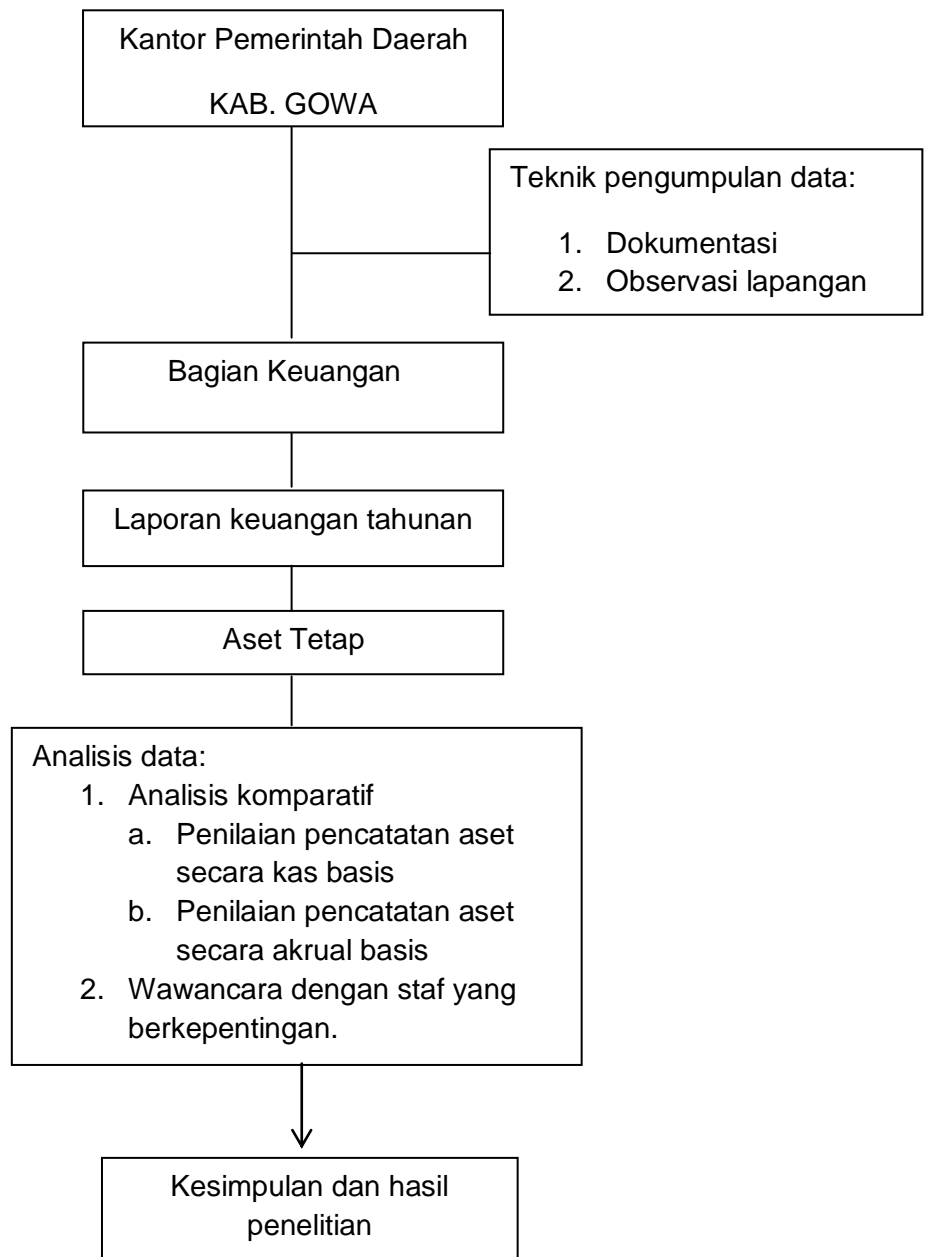 Kantor Pemerintah Daerah
KAB. GOWA
Teknik pengumpulan data:
1. Dokumentasi
2. Observasi lapangan
Bagian Keuangan
Laporan keuangan tahunan
Aset Tetap
Analisis data:
1. Analisis komparatif
a. Penilaian pencatatan aset
secara kas basis
b. Penilaian pencatatan aset
secara akrual basis
2. Wawancara dengan staf yang
berkepentingan.
Kesimpulan dan hasil
penelitian